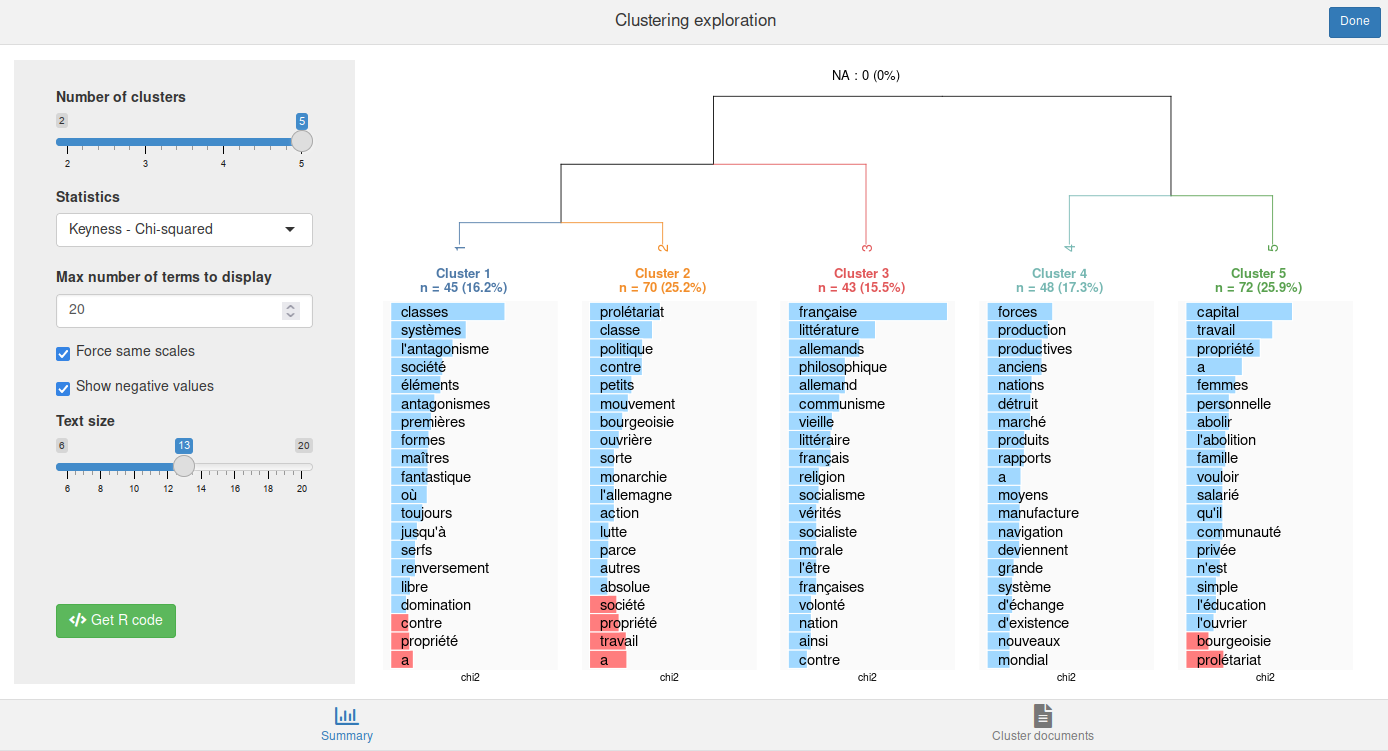 Clustering exploration
Done
Number of clusters
2 5
2 3 4 5
Statistics
Keyness - Chi-squared
Max number of terms to display
20
Force same scales
Show negative values
Text size
6 13 20
6 8 10 12 14 16 18 20
</> Get R code
NA : 0 (0%)
1 2 3 4 5
Cluster 1
n = 45 (16.2%)
classes
systèmes
l'antagonisme
société
éléments
antagonismes
premières
formes
maîtres
fantastique
où
toujours
jusqu'à
serfs
renversement
libre
domination
contre
propriété
a
chi2
Cluster 2
n = 70 (25.2%)
prolétariat
classe
politique
contre
petits
mouvement
bourgeoisie
ouvrière
sorte
monarchie
l'allemagne
action
lutte
parce
autres
absolue
société
propriété
travail
a
chi2
Cluster 3
n = 43 (15.5%)
française
littérature
allemands
philosophique
allemand
communisme
vieille
littéraire
français
religion
socialisme
vérités
socialiste
morale
l'être
françaises
volonté
nation
ainsi
contre
chi2
Cluster 4
n = 48 (17.3%)
forces
production
productives
anciens
nations
détruit
marché
produits
rapports
a
moyens
manufacture
navigation
deviennent
grande
système
d'échange
d'existence
nouveaux
mondial
chi2
Cluster 5
n = 72 (25.9%)
capital
travail
propriété
a
femmes
personnelle
abolir
l'abolition
famille
vouloir
salarié
qu'il
communauté
privée
n'est
simple
l'éducation
l'ouvrier
bourgeoisie
prolétariat
chi2
Summary
Cluster documents